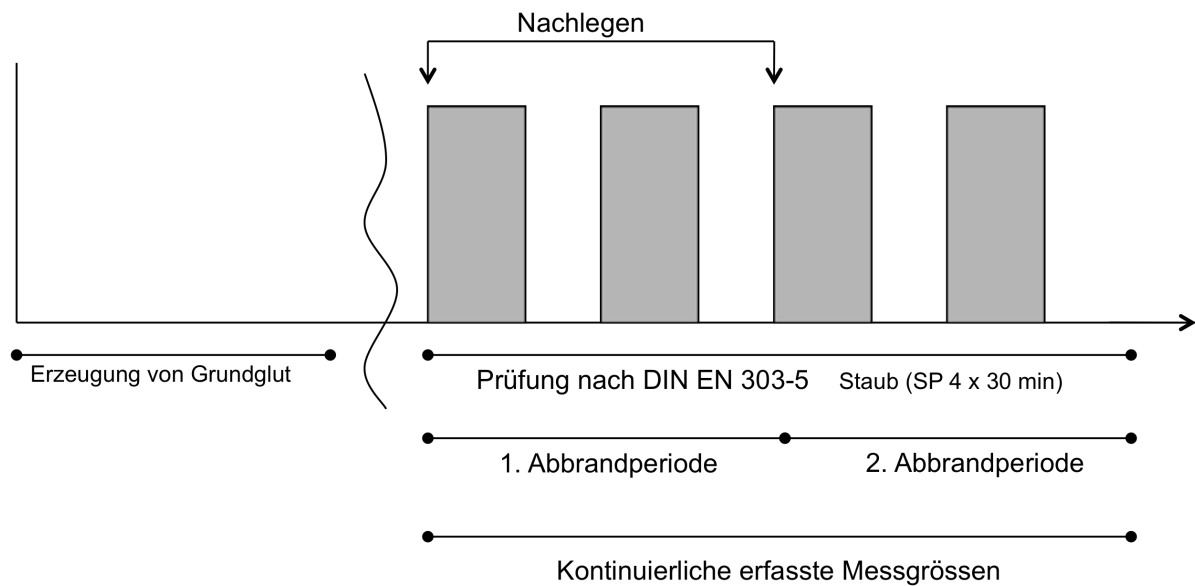 Nachlegen
Erzeugung von Grundglut
Prüfung nach DIN EN 303-5 Staub (SP 4 x 30 min)
1. Abbrandperiode
2. Abbrandperiode
Kontinuierliche erfasste Messgrössen